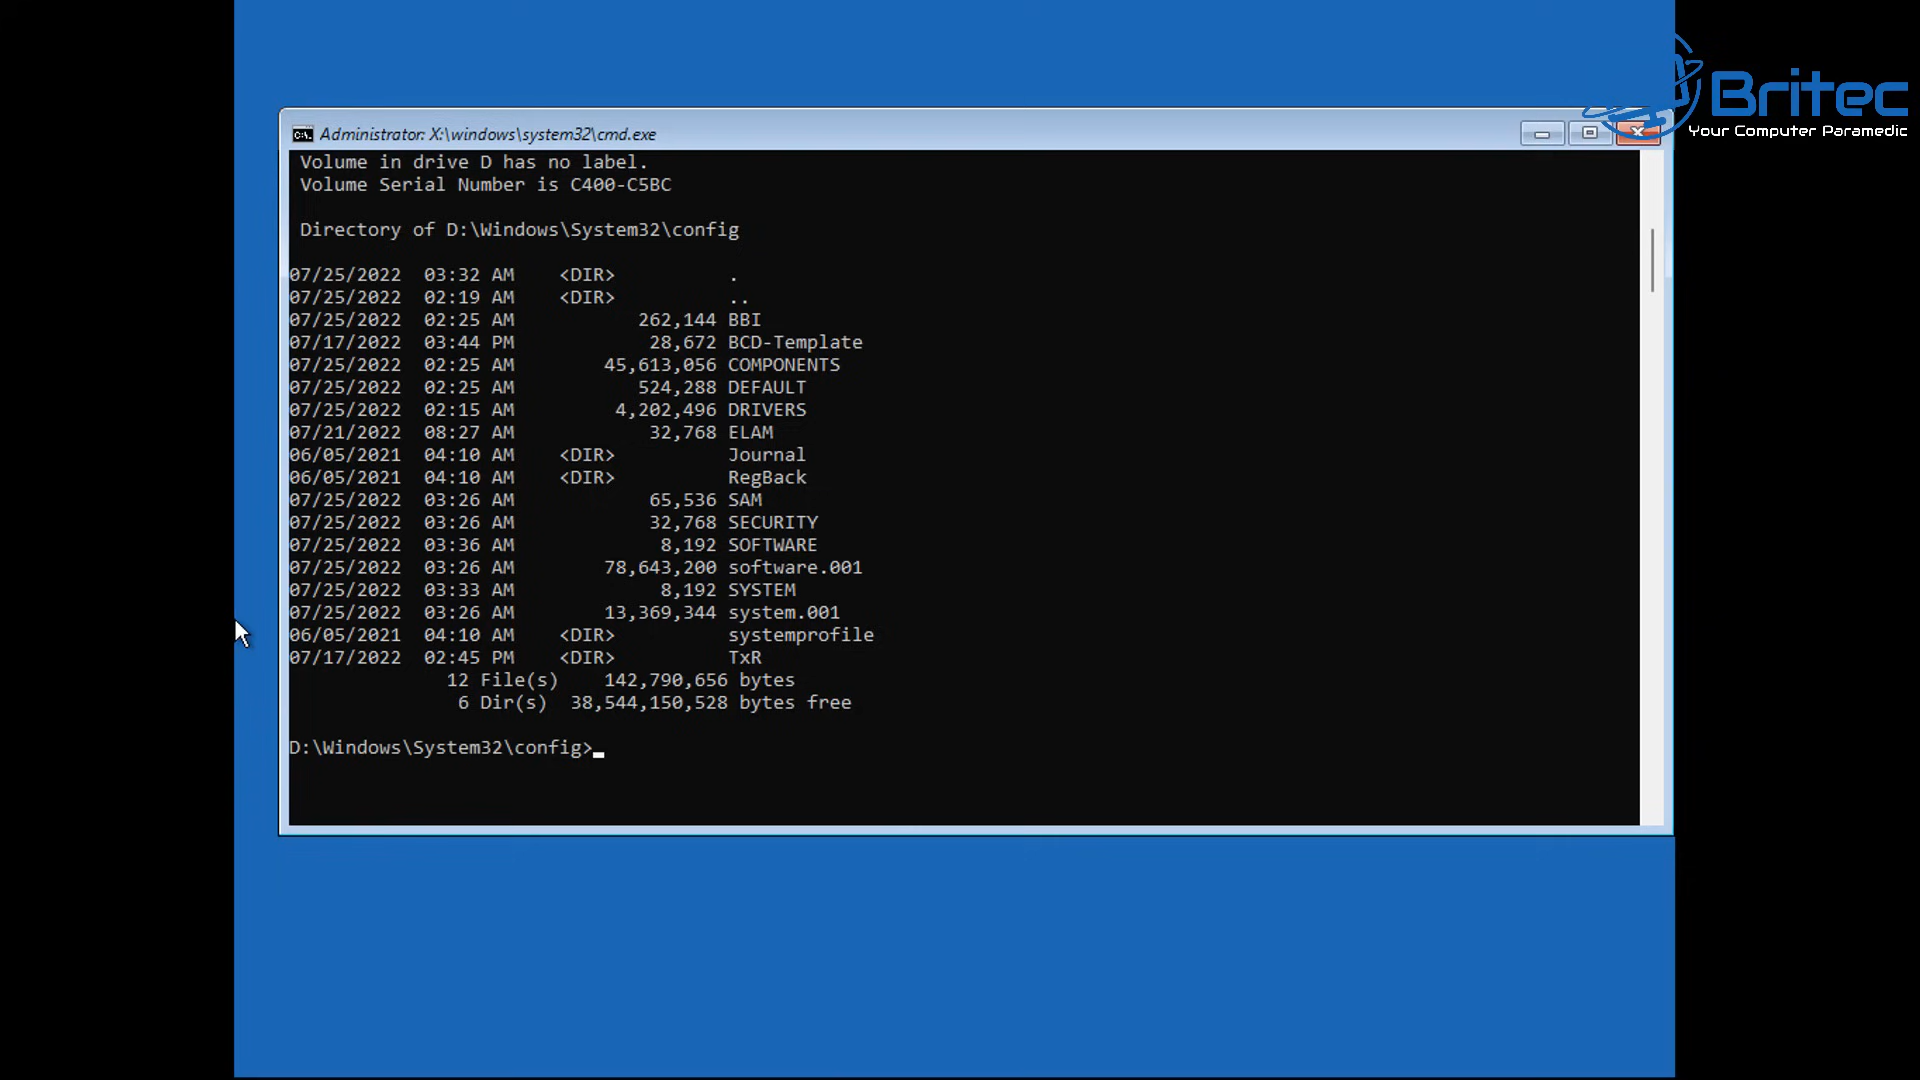 Britec
Your Computer Paramedic
Administrator: X:\windows\system32\cmd.exe
Volume in drive D has no label.
Volume Serial Number is C400-C5BC
Directory of D:\Windows\System32\config
07/25/2022  03:32 AM    <DIR>          .
07/25/2022  02:19 AM    <DIR>          ..
07/25/2022  02:25 AM           262,144 BBI
07/17/2022  03:44 PM            28,672 BCD-Template
07/25/2022  02:25 AM        45,613,056 COMPONENTS
07/25/2022  02:25 AM           524,288 DEFAULT
07/25/2022  02:15 AM         4,202,496 DRIVERS
07/21/2022  08:27 AM            32,768 ELAM
06/05/2021  04:10 AM    <DIR>          Journal
06/05/2021  04:10 AM    <DIR>          RegBack
07/25/2022  03:26 AM            65,536 SAM
07/25/2022  03:26 AM            32,768 SECURITY
07/25/2022  03:36 AM             8,192 SOFTWARE
07/25/2022  03:26 AM        78,643,200 software.001
07/25/2022  03:33 AM             8,192 SYSTEM
07/25/2022  03:26 AM        13,369,344 system.001
06/05/2021  04:10 AM    <DIR>          systemprofile
07/17/2022  02:45 PM    <DIR>          TxR
12 File(s)    142,790,656 bytes
6 Dir(s)  38,544,150,528 bytes free
D:\Windows\System32\config>